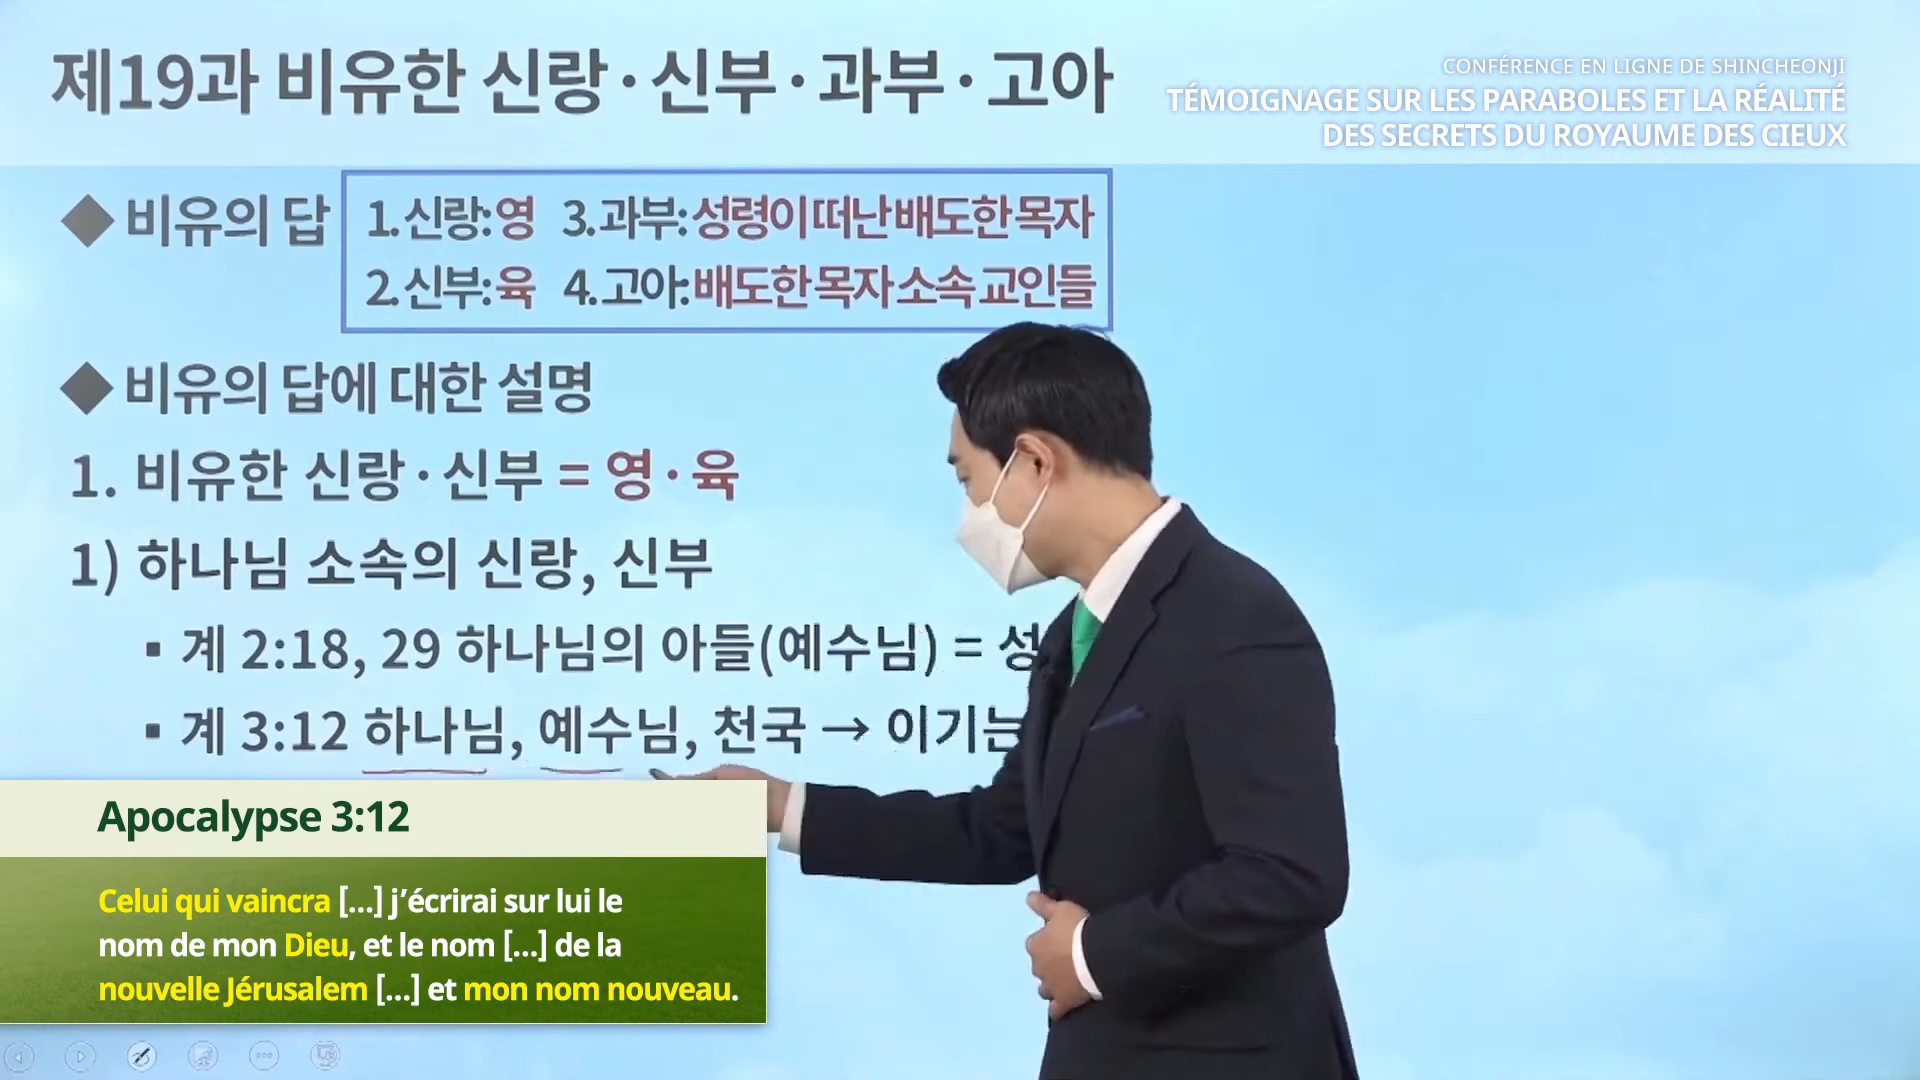 제19과 비유한 신랑·신부·과부·고아
CONFÉRENCE EN LIGNE DE SHINCHEONJI
TÉMOIGNAGE SUR LES PARABOLES ET LA RÉALITÉ
DES SECRETS DU ROYAUME DES CIEUX
◆ 비유의 답
1. 신랑: 영 3. 과부: 성령이 떠난 배도한 목자
2. 신부: 육 4. 고아: 배도한 목자 소속 교인들
◆ 비유의 답에 대한 설명
1. 비유한 신랑·신부 = 영·육
1) 하나님 소속의 신랑, 신부
▪ 계 2:18, 29 하나님의 아들(예수님) = 성
▪ 계 3:12 하나님, 예수님, 천국 → 이기는
Apocalypse 3:12
Celui qui vaincra [...] j’écrirai sur lui le
nom de mon Dieu, et le nom [...] de la
nouvelle Jérusalem [...] et mon nom nouveau.